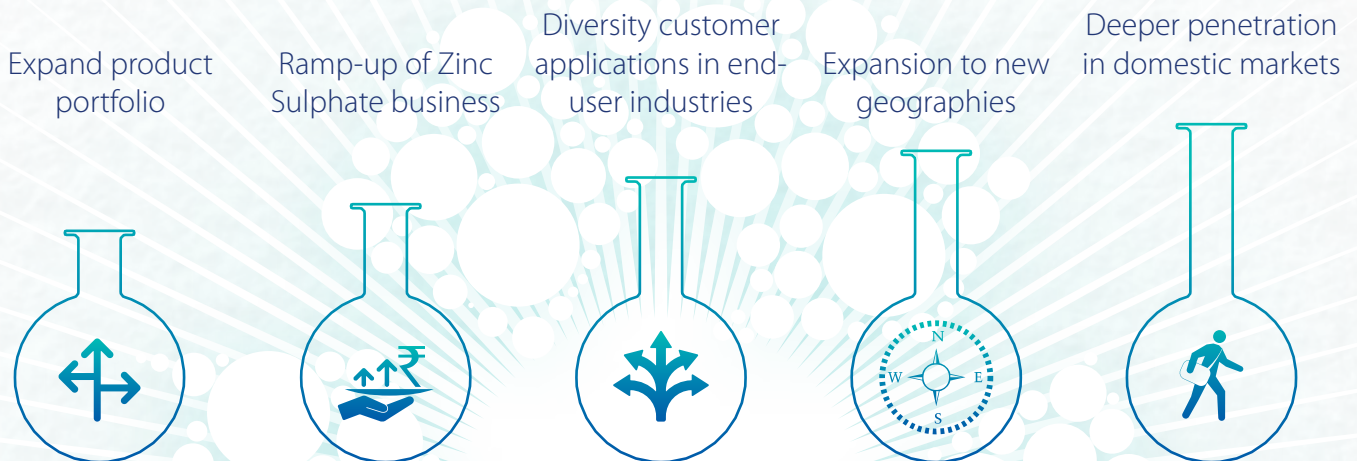 Expand product
portfolio
Ramp-up of Zinc
Sulphate business
Diversity customer
applications in end-
user industries
Expansion to new
geographies
Deeper penetration
in domestic markets
₹
N
W
E
S